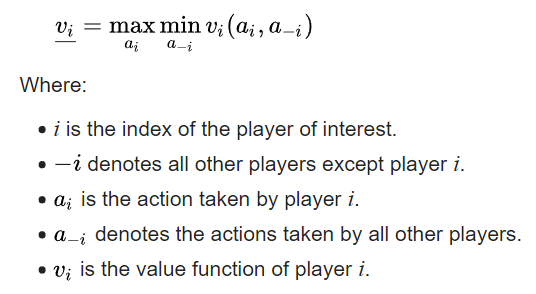 v_i = max_{a_i} min_{a_{-i}} v_i(a_i, a_{-i})
Where:
• i is the index of the player of interest.
• −i denotes all other players except player i.
• a_i is the action taken by player i.
• a_{-i} denotes the actions taken by all other players.
• v_i is the value function of player i.